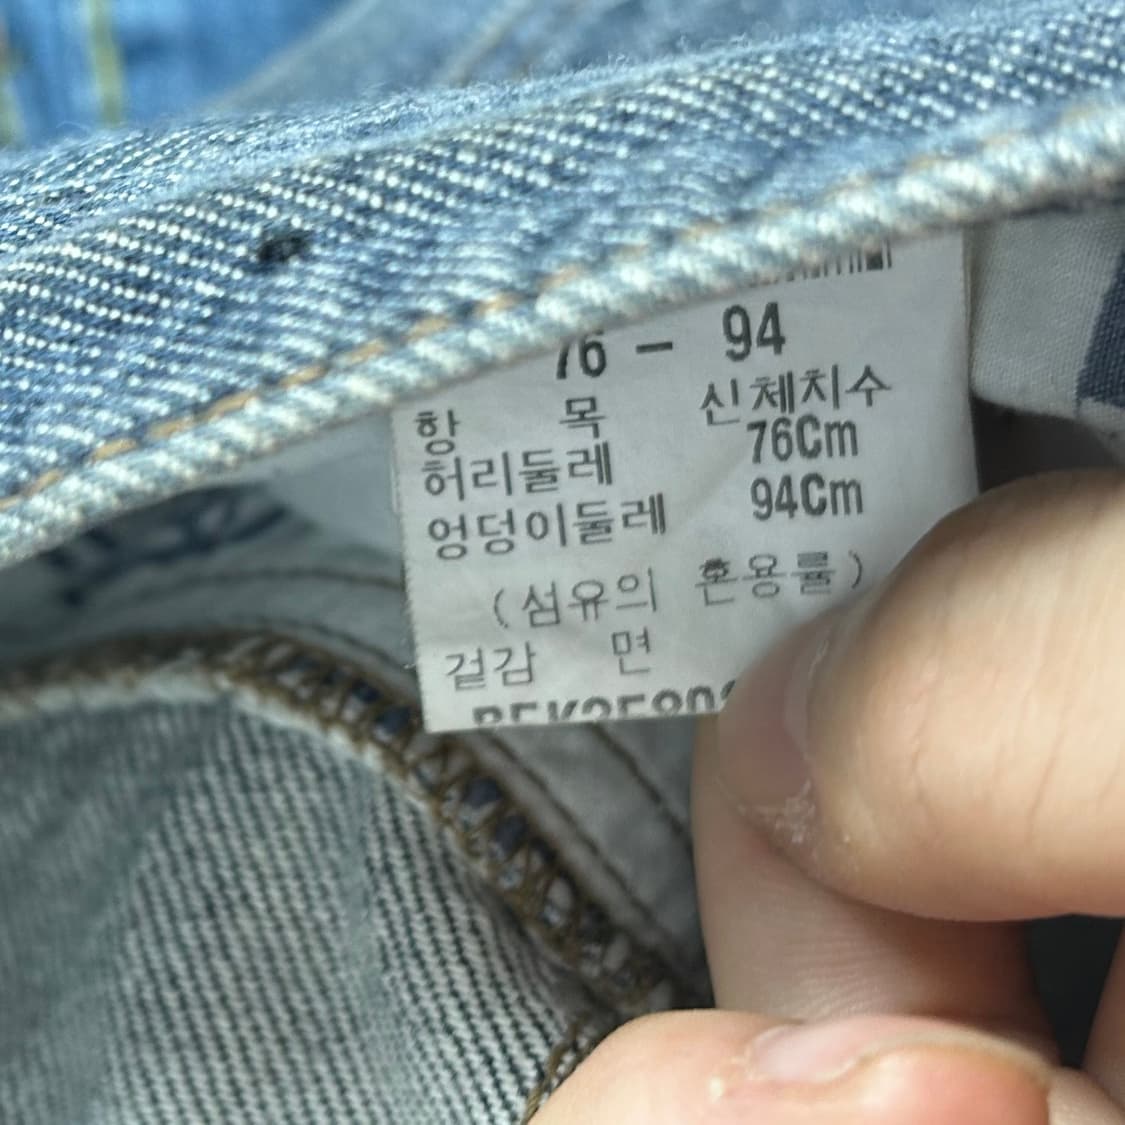 76 - 94
항 목 신체치수
허리둘레 76Cm
엉덩이둘레 94Cm
(섬유의 혼용률)
겉감 면